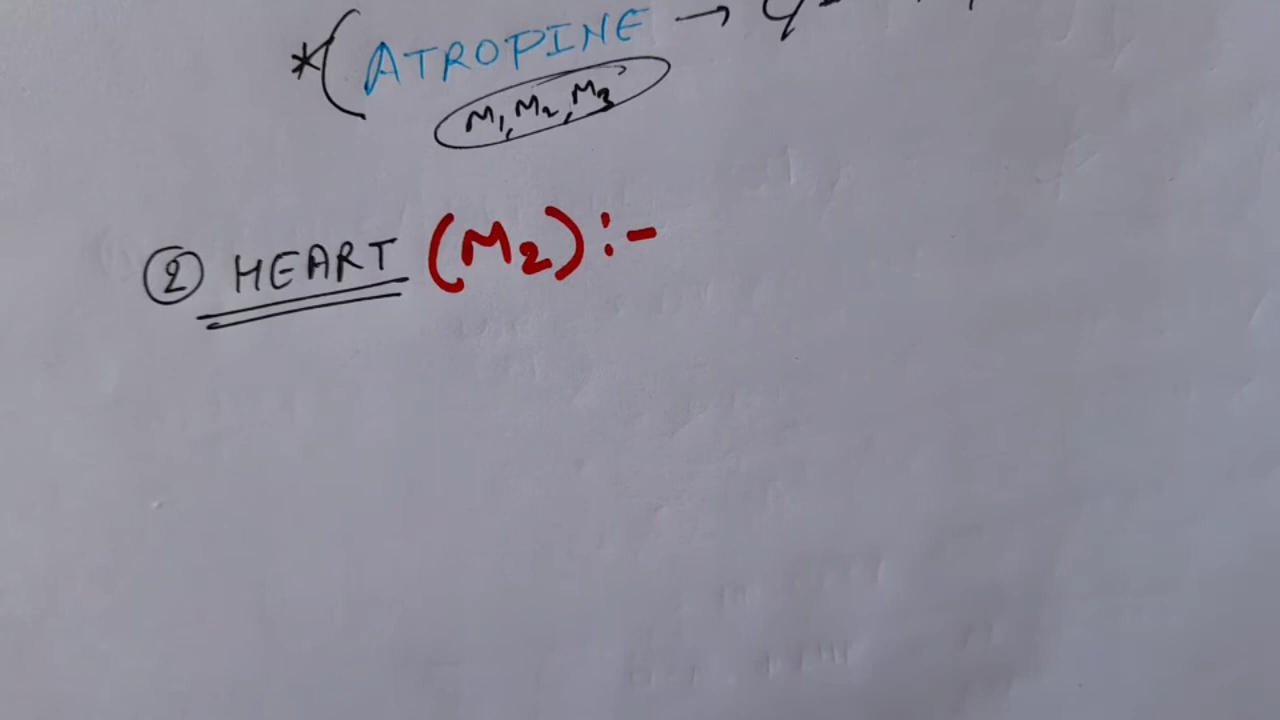 *( ATROPINE →
M1, M2, M3
② HEART (M2) :-